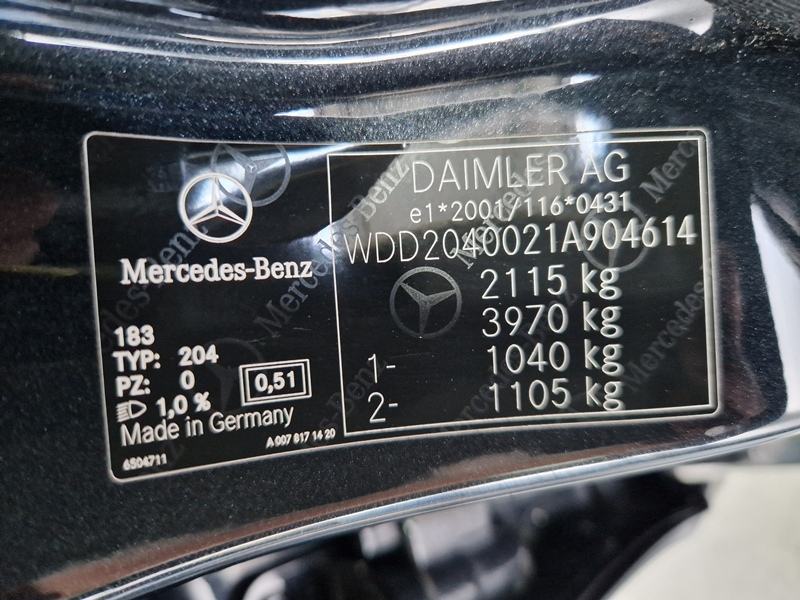 Mercedes-Benz
183
TYP: 204
PZ: 0
1,0 %
0,51
Made in Germany
A 007 817 14 20
6504711
DAIMLER AG
e1*2001/116*0431
WDD2040021A904614
2115 kg
3970 kg
1- 1040 kg
2- 1105 kg